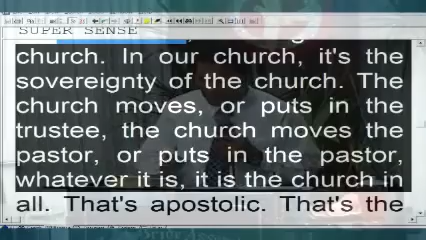 SUPER SENSE
church. In our church, it's the
sovereignty of the church. The
church moves, or puts in the
trustee, the church moves the
pastor, or puts in the pastor,
whatever it is, it is the church in
all. That's apostolic. That's the